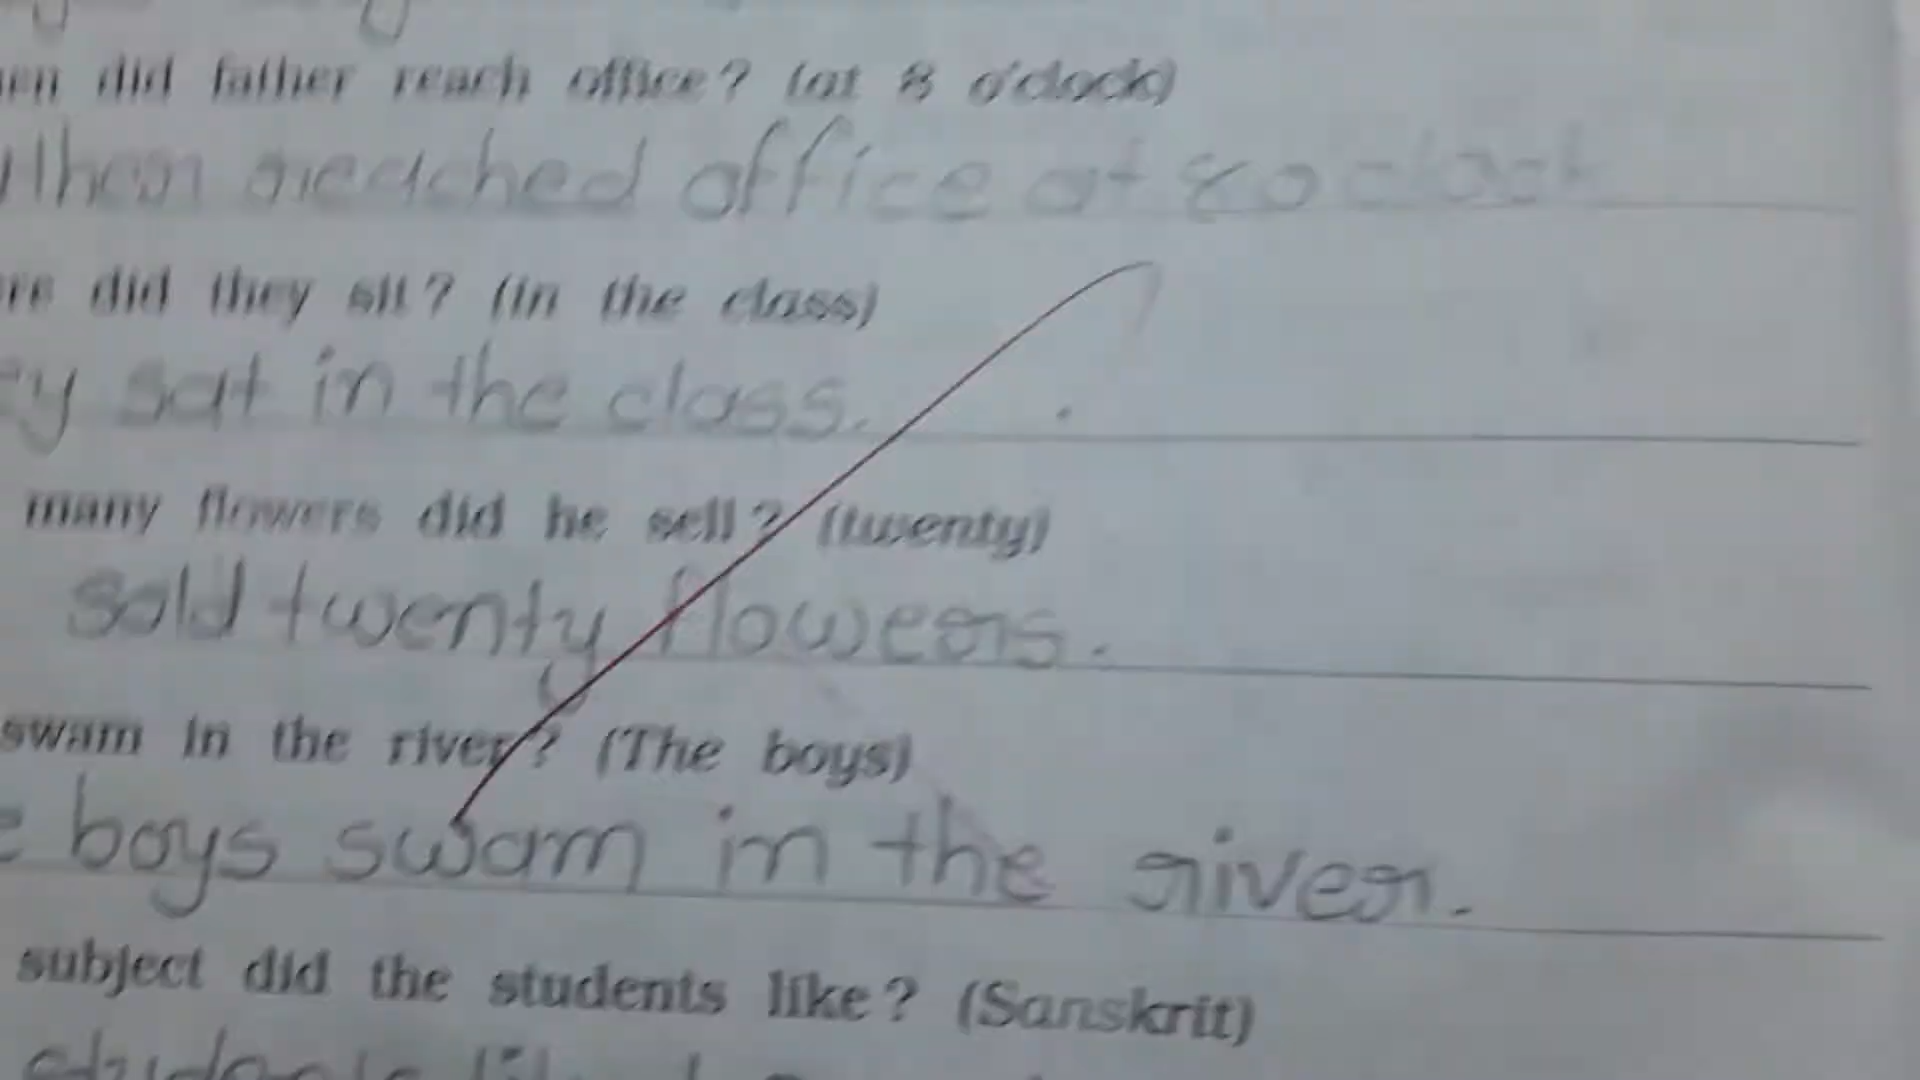 did father reach office? (at 8 o'clock)
reached office at 8 o clock
did they sit? (in the class)
sat in the class.
many flowers did he sell? (twenty)
sold twenty flowers.
swam in the river? (The boys)
boys swam in the river.
subject did the students like? (Sanskrit)